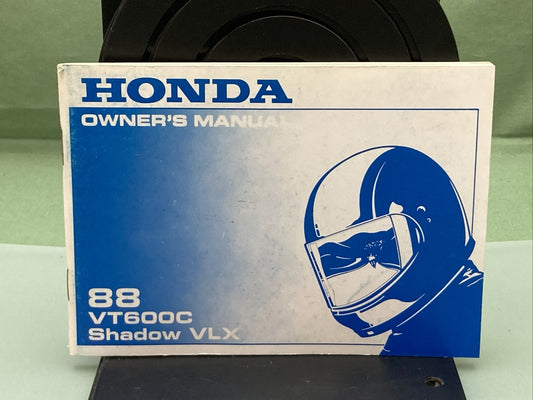 HONDA
OWNER'S MANUAL
88
VT600C
Shadow VLX